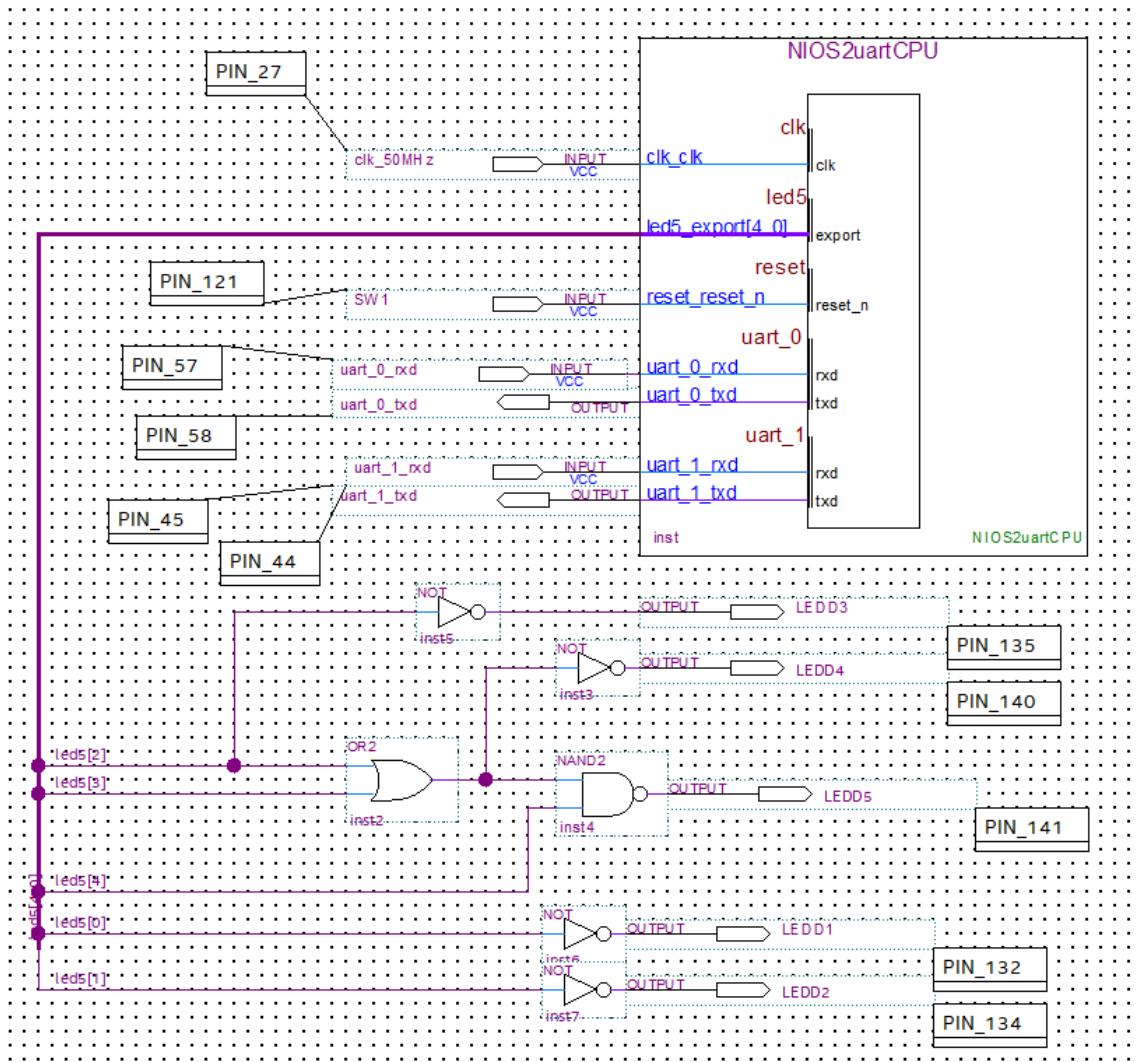 NIOS2uartCPU
PIN_27
clk
clk_50MHz
INPUT
VCC
clk_clk
clk
led5
led5_export[4_0]
export
PIN_121
reset
SW1
INPUT
VCC
reset_reset_n
reset_n
uart_0
PIN_57
uart_0_rxd
INPUT
VCC
uart_0_rxd
rxd
uart_0_txd
OUTPUT
uart_0_txd
txd
PIN_58
uart_1
uart_1_rxd
INPUT
VCC
uart_1_rxd
rxd
uart_1_txd
OUTPUT
uart_1_txd
txd
PIN_45
inst
NIOS2uartCPU
PIN_44
NOT
inst5
OUTPUT
LEDD3
PIN_135
NOT
inst3
OUTPUT
LEDD4
PIN_140
led5[2]
led5[3]
OR2
inst2
NAND2
inst4
OUTPUT
LEDD5
PIN_141
led5[4]
led5[0]
NOT
inst6
OUTPUT
LEDD1
PIN_132
led5[1]
NOT
inst7
OUTPUT
LEDD2
PIN_134